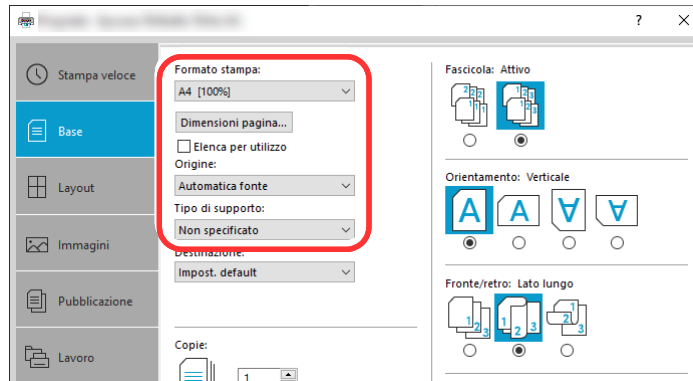 ?
Stampa veloce
Base
Layout
Immagini
Pubblicazione
Lavoro
Formato stampa:
A4 [100%]
Dimensioni pagina...
Elenca per utilizzo
Origine:
Automatica fonte
Tipo di supporto:
Non specificato
Destinazione:
Impost. default
Copie:
1
Fascicola: Attivo
Orientamento: Verticale
Fronte/retro: Lato lungo